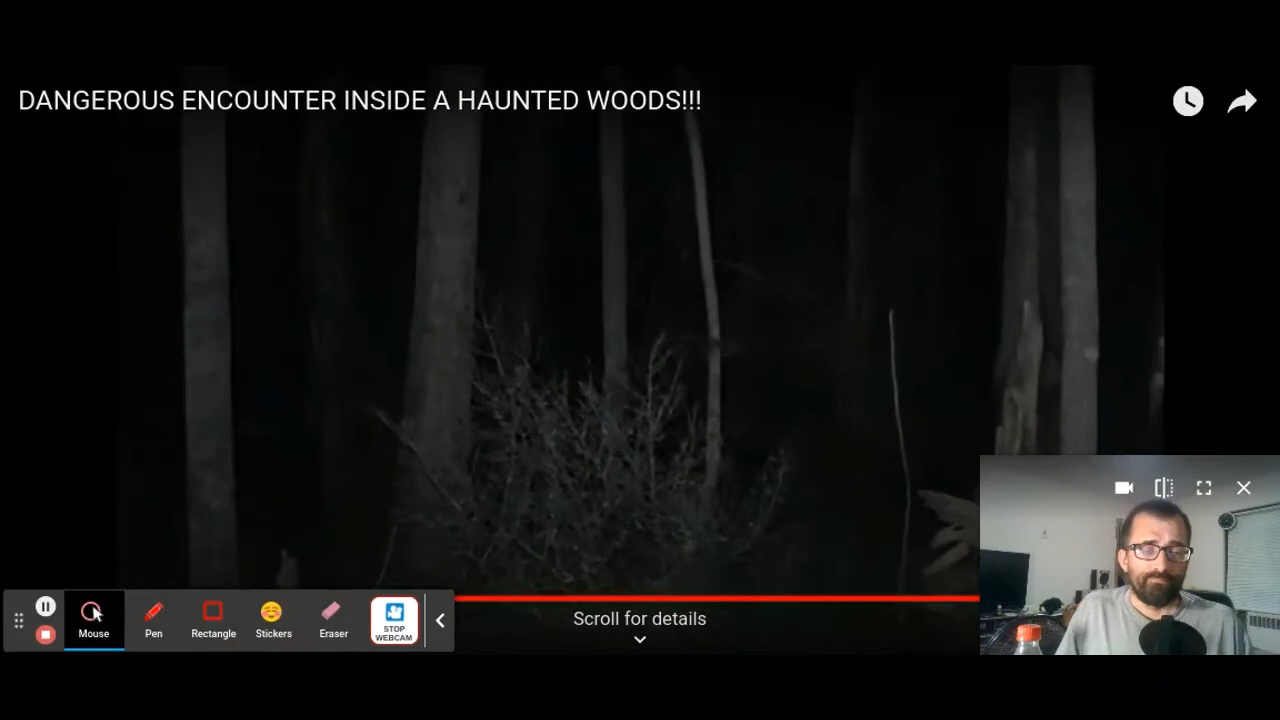 DANGEROUS ENCOUNTER INSIDE A HAUNTED WOODS!!!
Scroll for details
Mouse
Pen
Rectangle
Stickers
Eraser
STOP
WEBCAM